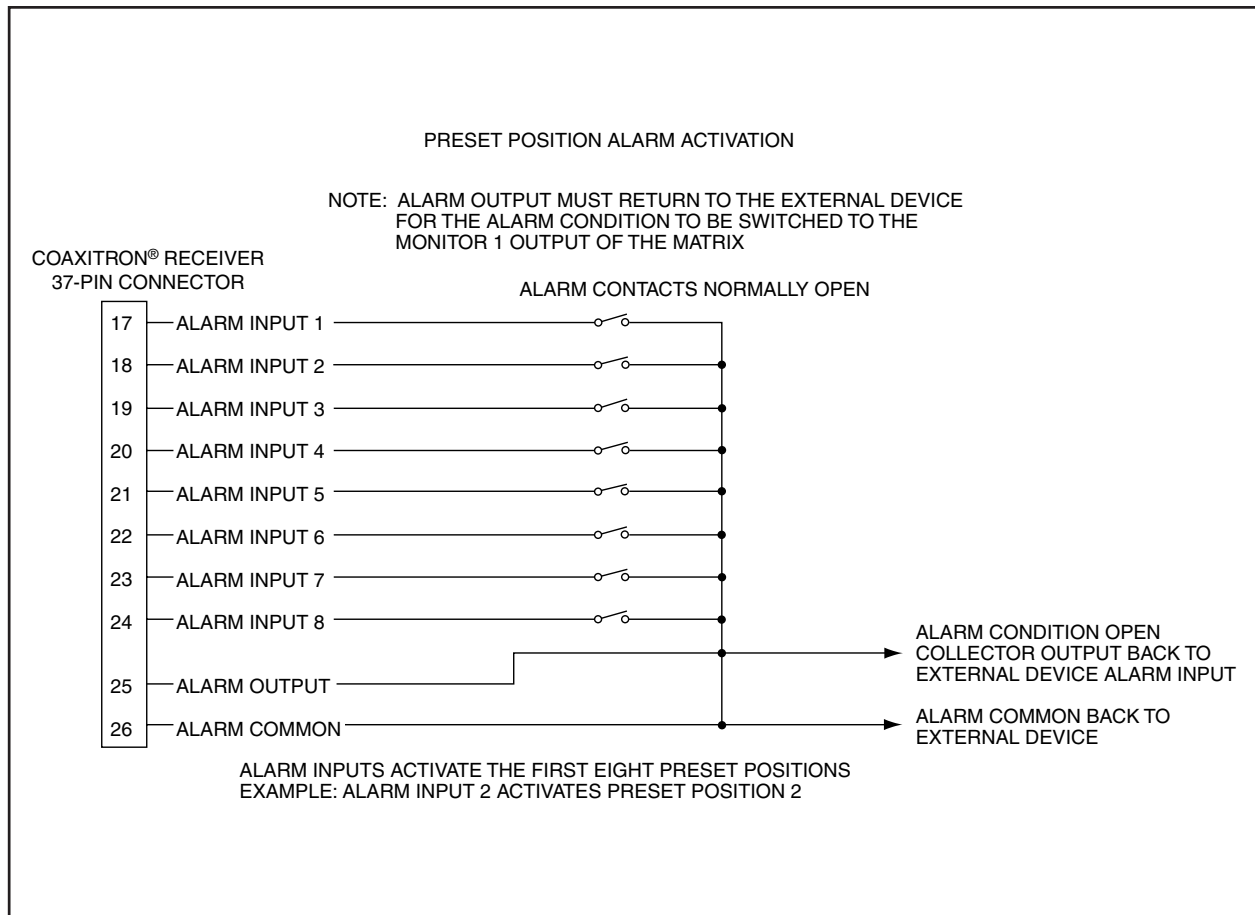 PRESET POSITION ALARM ACTIVATION
NOTE: ALARM OUTPUT MUST RETURN TO THE EXTERNAL DEVICE
FOR THE ALARM CONDITION TO BE SWITCHED TO THE
MONITOR 1 OUTPUT OF THE MATRIX
COAXITRON® RECEIVER
37-PIN CONNECTOR
ALARM CONTACTS NORMALLY OPEN
17 ALARM INPUT 1
18 ALARM INPUT 2
19 ALARM INPUT 3
20 ALARM INPUT 4
21 ALARM INPUT 5
22 ALARM INPUT 6
23 ALARM INPUT 7
24 ALARM INPUT 8
25 ALARM OUTPUT
26 ALARM COMMON
ALARM CONDITION OPEN
COLLECTOR OUTPUT BACK TO
EXTERNAL DEVICE ALARM INPUT
ALARM COMMON BACK TO
EXTERNAL DEVICE
ALARM INPUTS ACTIVATE THE FIRST EIGHT PRESET POSITIONS
EXAMPLE: ALARM INPUT 2 ACTIVATES PRESET POSITION 2